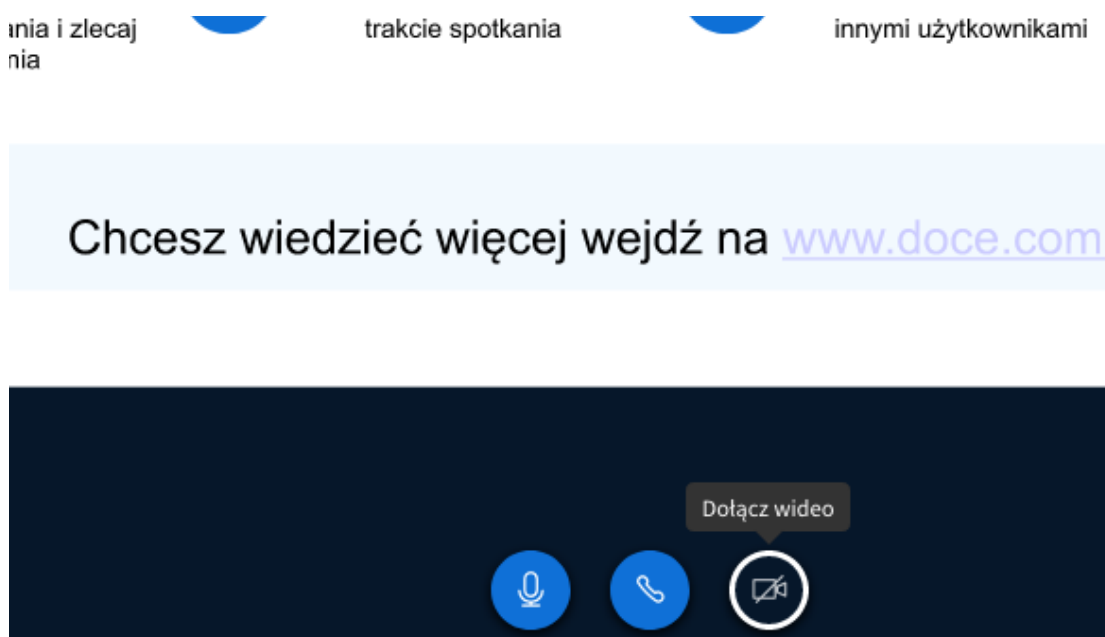 ania i zlecaj
nia
trakcie spotkania
innymi użytkownikami
Chcesz wiedzieć więcej wejdź na www.doce.com
Dołącz wideo